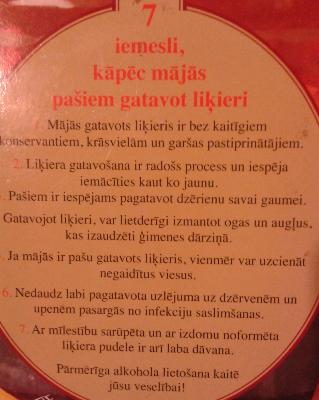 7
iemesli,
kāpēc mājās
pašiem gatavot liķieri
1. Mājās gatavots liķieris ir bez kaitīgiem
konservantiem, krāsvielām un garšas pastiprinātājiem.
2. Liķiera gatavošana ir radošs process un iespēja
iemācīties kaut ko jaunu.
. Pašiem ir iespējams pagatavot dzērienu savai gaumei.
Gatavojot liķieri, var lietderīgi izmantot ogas un augļus,
kas izaudzēti ģimenes dārziņā.
. Ja mājās ir pašu gatavots liķieris, vienmēr var uzcienāt
negaidītus viesus.
6. Nedaudz labi pagatavota uzlējuma uz dzērvenēm un
upenēm pasargās no infekciju saslimšanas.
7. Ar mīlestību sarūpēta un ar izdomu noformēta
liķiera pudele ir arī laba dāvana.
Pārmērīga alkohola lietošana kaitē
jūsu veselībai!